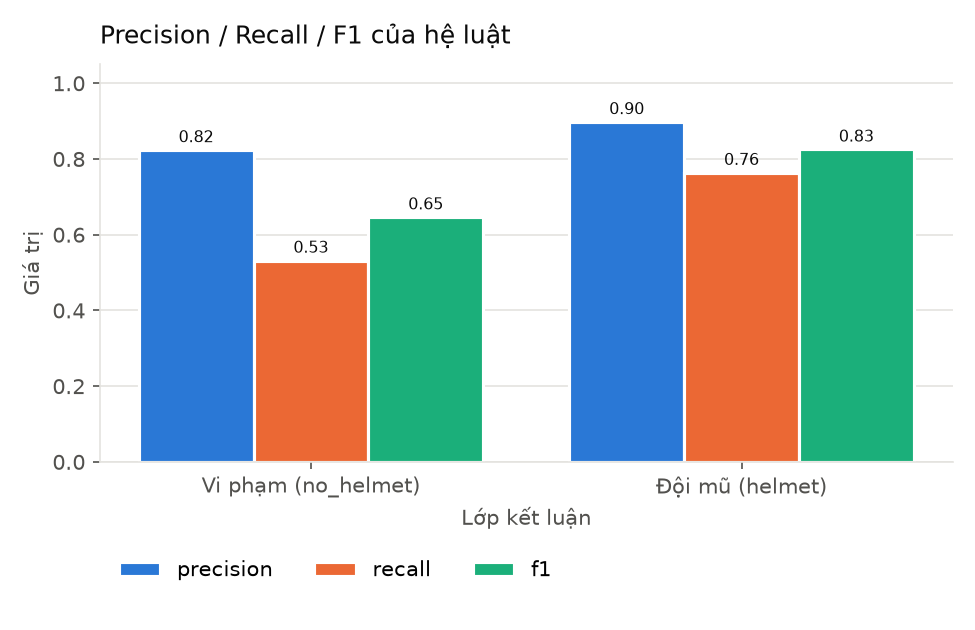 Precision / Recall / F1 của hệ luật
1.0
0.8
0.6
0.4
0.2
0.0
Giá trị
0.82
0.53
0.65
0.90
0.76
0.83
Vi phạm (no_helmet)
Đội mũ (helmet)
Lớp kết luận
precision
recall
f1